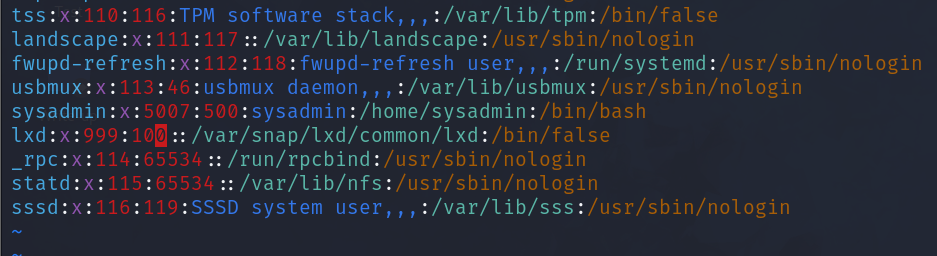 tss:x:110:116:TPM software stack,,,:/var/lib/tpm:/bin/false
landscape:x:111:117::/var/lib/landscape:/usr/sbin/nologin
fwupd-refresh:x:112:118:fwupd-refresh user,,,:/run/systemd:/usr/sbin/nologin
usbmux:x:113:46:usbmux daemon,,,:/var/lib/usbmux:/usr/sbin/nologin
sysadmin:x:5007:500:sysadmin:/home/sysadmin:/bin/bash
lxd:x:999:100::/var/snap/lxd/common/lxd:/bin/false
_rpc:x:114:65534::/run/rpcbind:/usr/sbin/nologin
statd:x:115:65534::/var/lib/nfs:/usr/sbin/nologin
sssd:x:116:119:SSSD system user,,,:/var/lib/sss:/usr/sbin/nologin
~
~